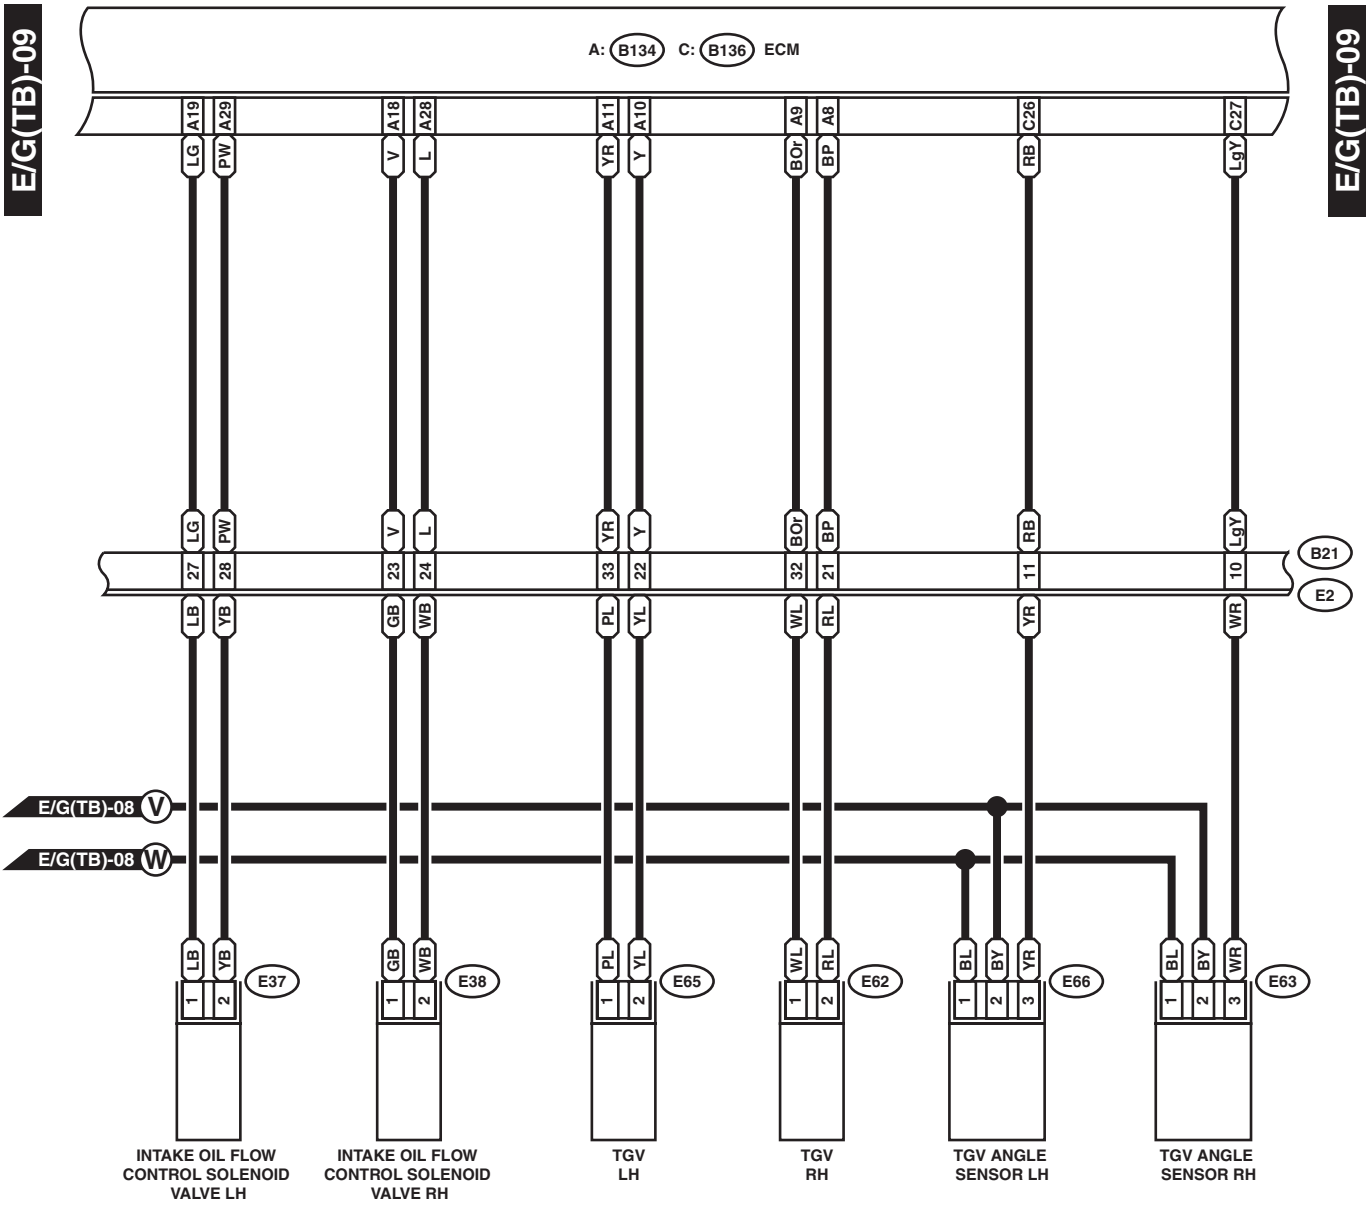 E/G(TB)-09
A: B134 C: B136 ECM
E/G(TB)-09
A19 A29 A18 A28 A11 A10 A9 A8 C26 C27
LG PW V L YR Y BOr BP RB LgY
LG PW V L YR Y BOr BP RB LgY
27 28 23 24 33 22 32 21 11 10 B21
E2
LB YB GB WB PL YL WL RL YR WR
E/G(TB)-08 V
E/G(TB)-08 W
LB YB GB WB PL YL WL RL BL BY YR BL BY WR
E37 E38 E65 E62 E66 E63
1 2 1 2 1 2 1 2 1 2 3 1 2 3
INTAKE OIL FLOW
CONTROL SOLENOID
VALVE LH
INTAKE OIL FLOW
CONTROL SOLENOID
VALVE RH
TGV
LH
TGV
RH
TGV ANGLE
SENSOR LH
TGV ANGLE
SENSOR RH